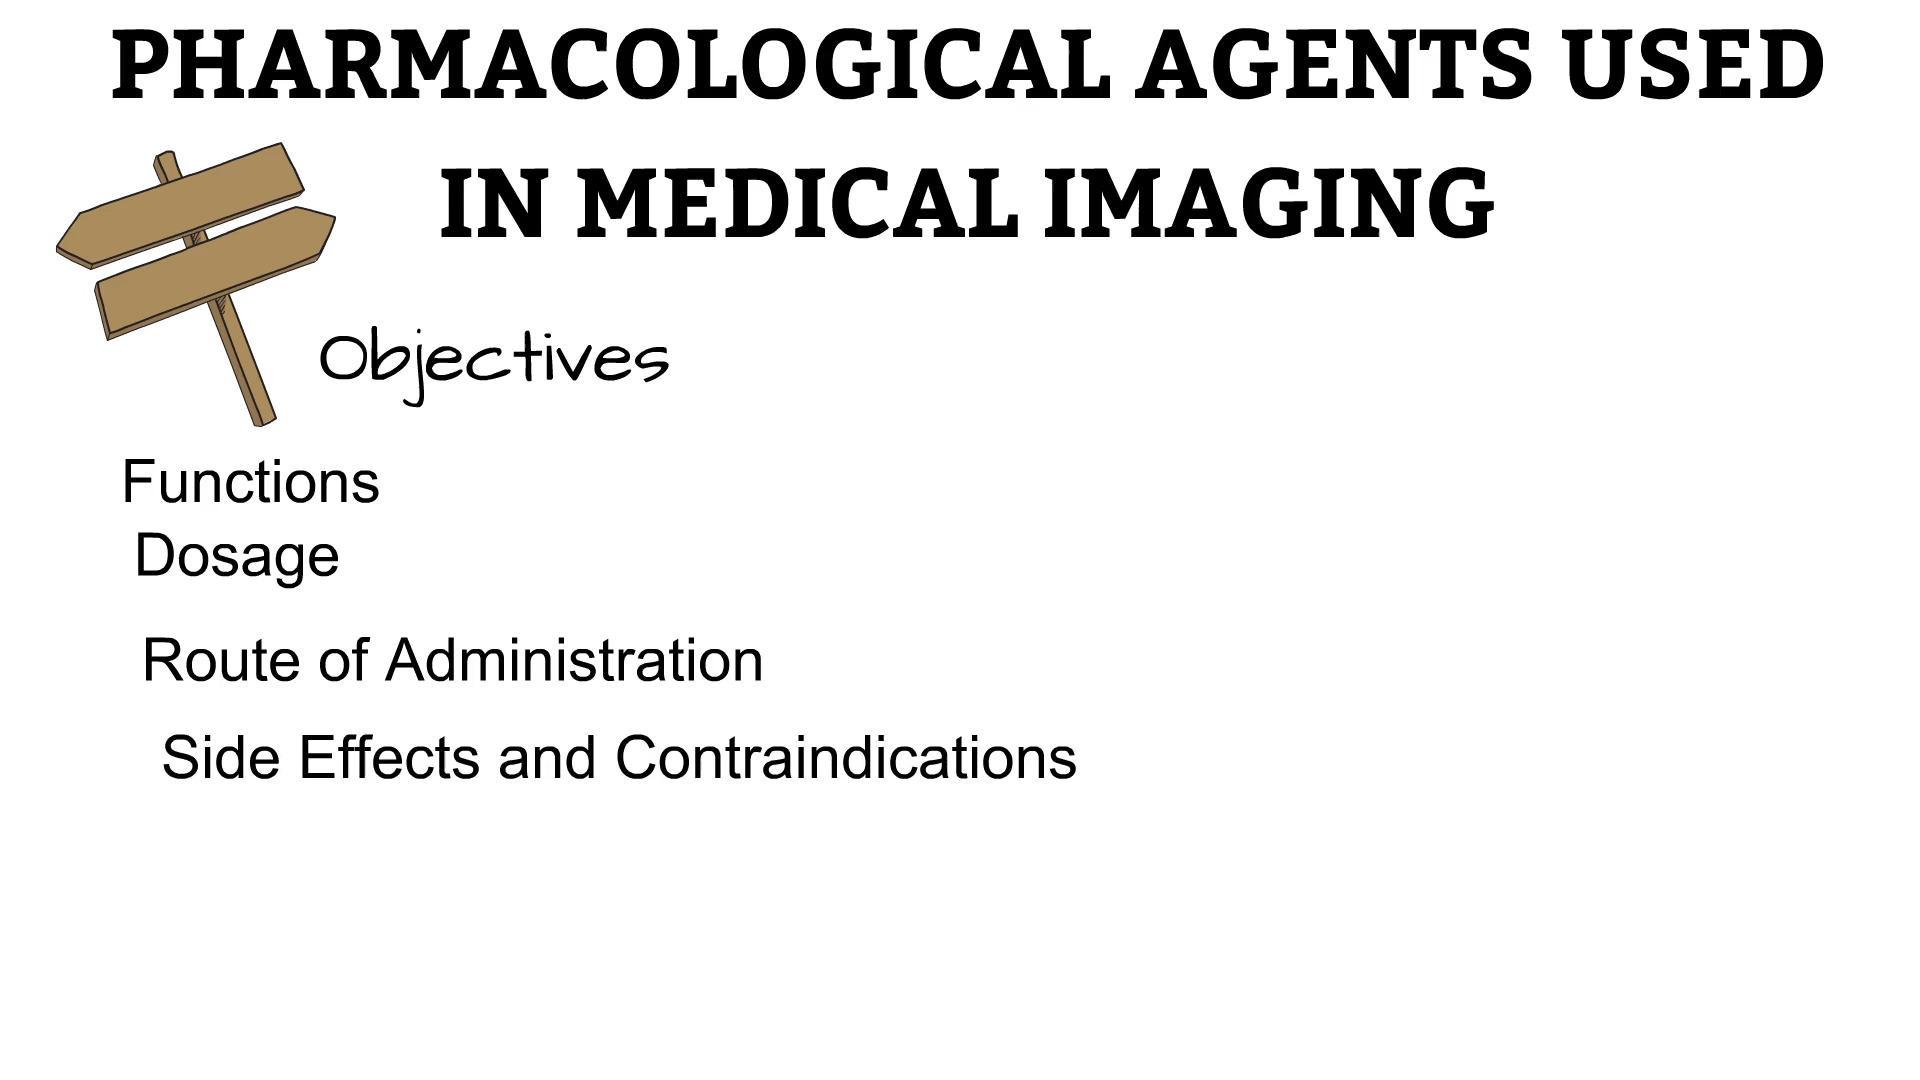 PHARMACOLOGICAL AGENTS USED
IN MEDICAL IMAGING
Objectives
Functions
Dosage
Route of Administration
Side Effects and Contraindications